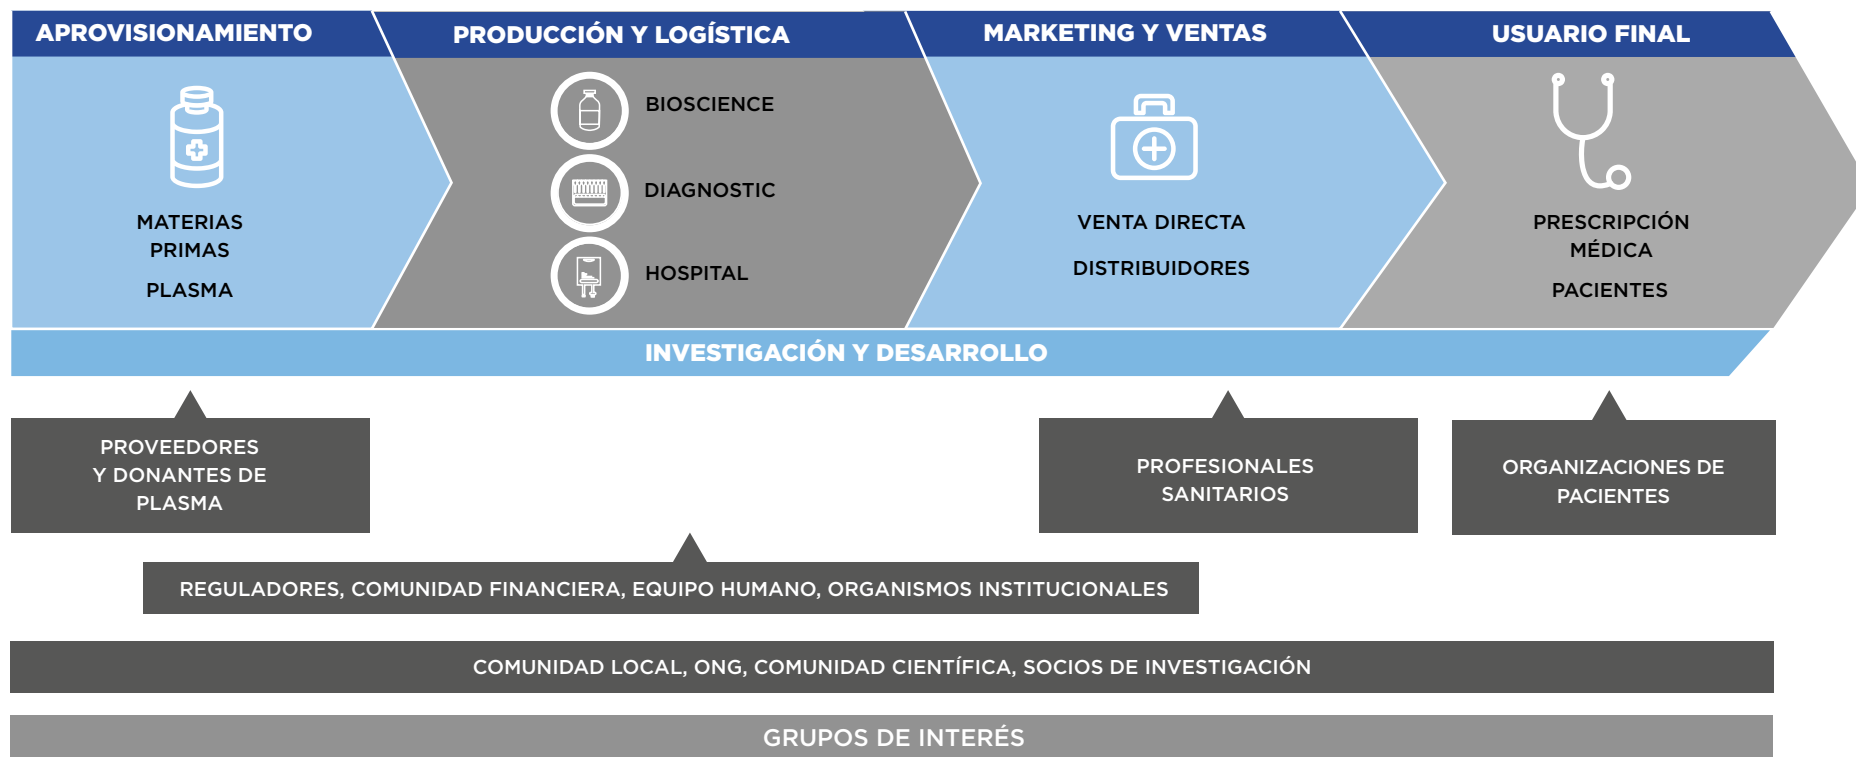 APROVISIONAMIENTO
PRODUCCIÓN Y LOGÍSTICA
MARKETING Y VENTAS
USUARIO FINAL
MATERIAS
PRIMAS
PLASMA
BIOSCIENCE
DIAGNOSTIC
HOSPITAL
VENTA DIRECTA
DISTRIBUIDORES
PRESCRIPCIÓN
MÉDICA
PACIENTES
INVESTIGACIÓN Y DESARROLLO
PROVEEDORES
Y DONANTES DE
PLASMA
PROFESIONALES
SANITARIOS
ORGANIZACIONES DE
PACIENTES
REGULADORES, COMUNIDAD FINANCIERA, EQUIPO HUMANO, ORGANISMOS INSTITUCIONALES
COMUNIDAD LOCAL, ONG, COMUNIDAD CIENTÍFICA, SOCIOS DE INVESTIGACIÓN
GRUPOS DE INTERÉS